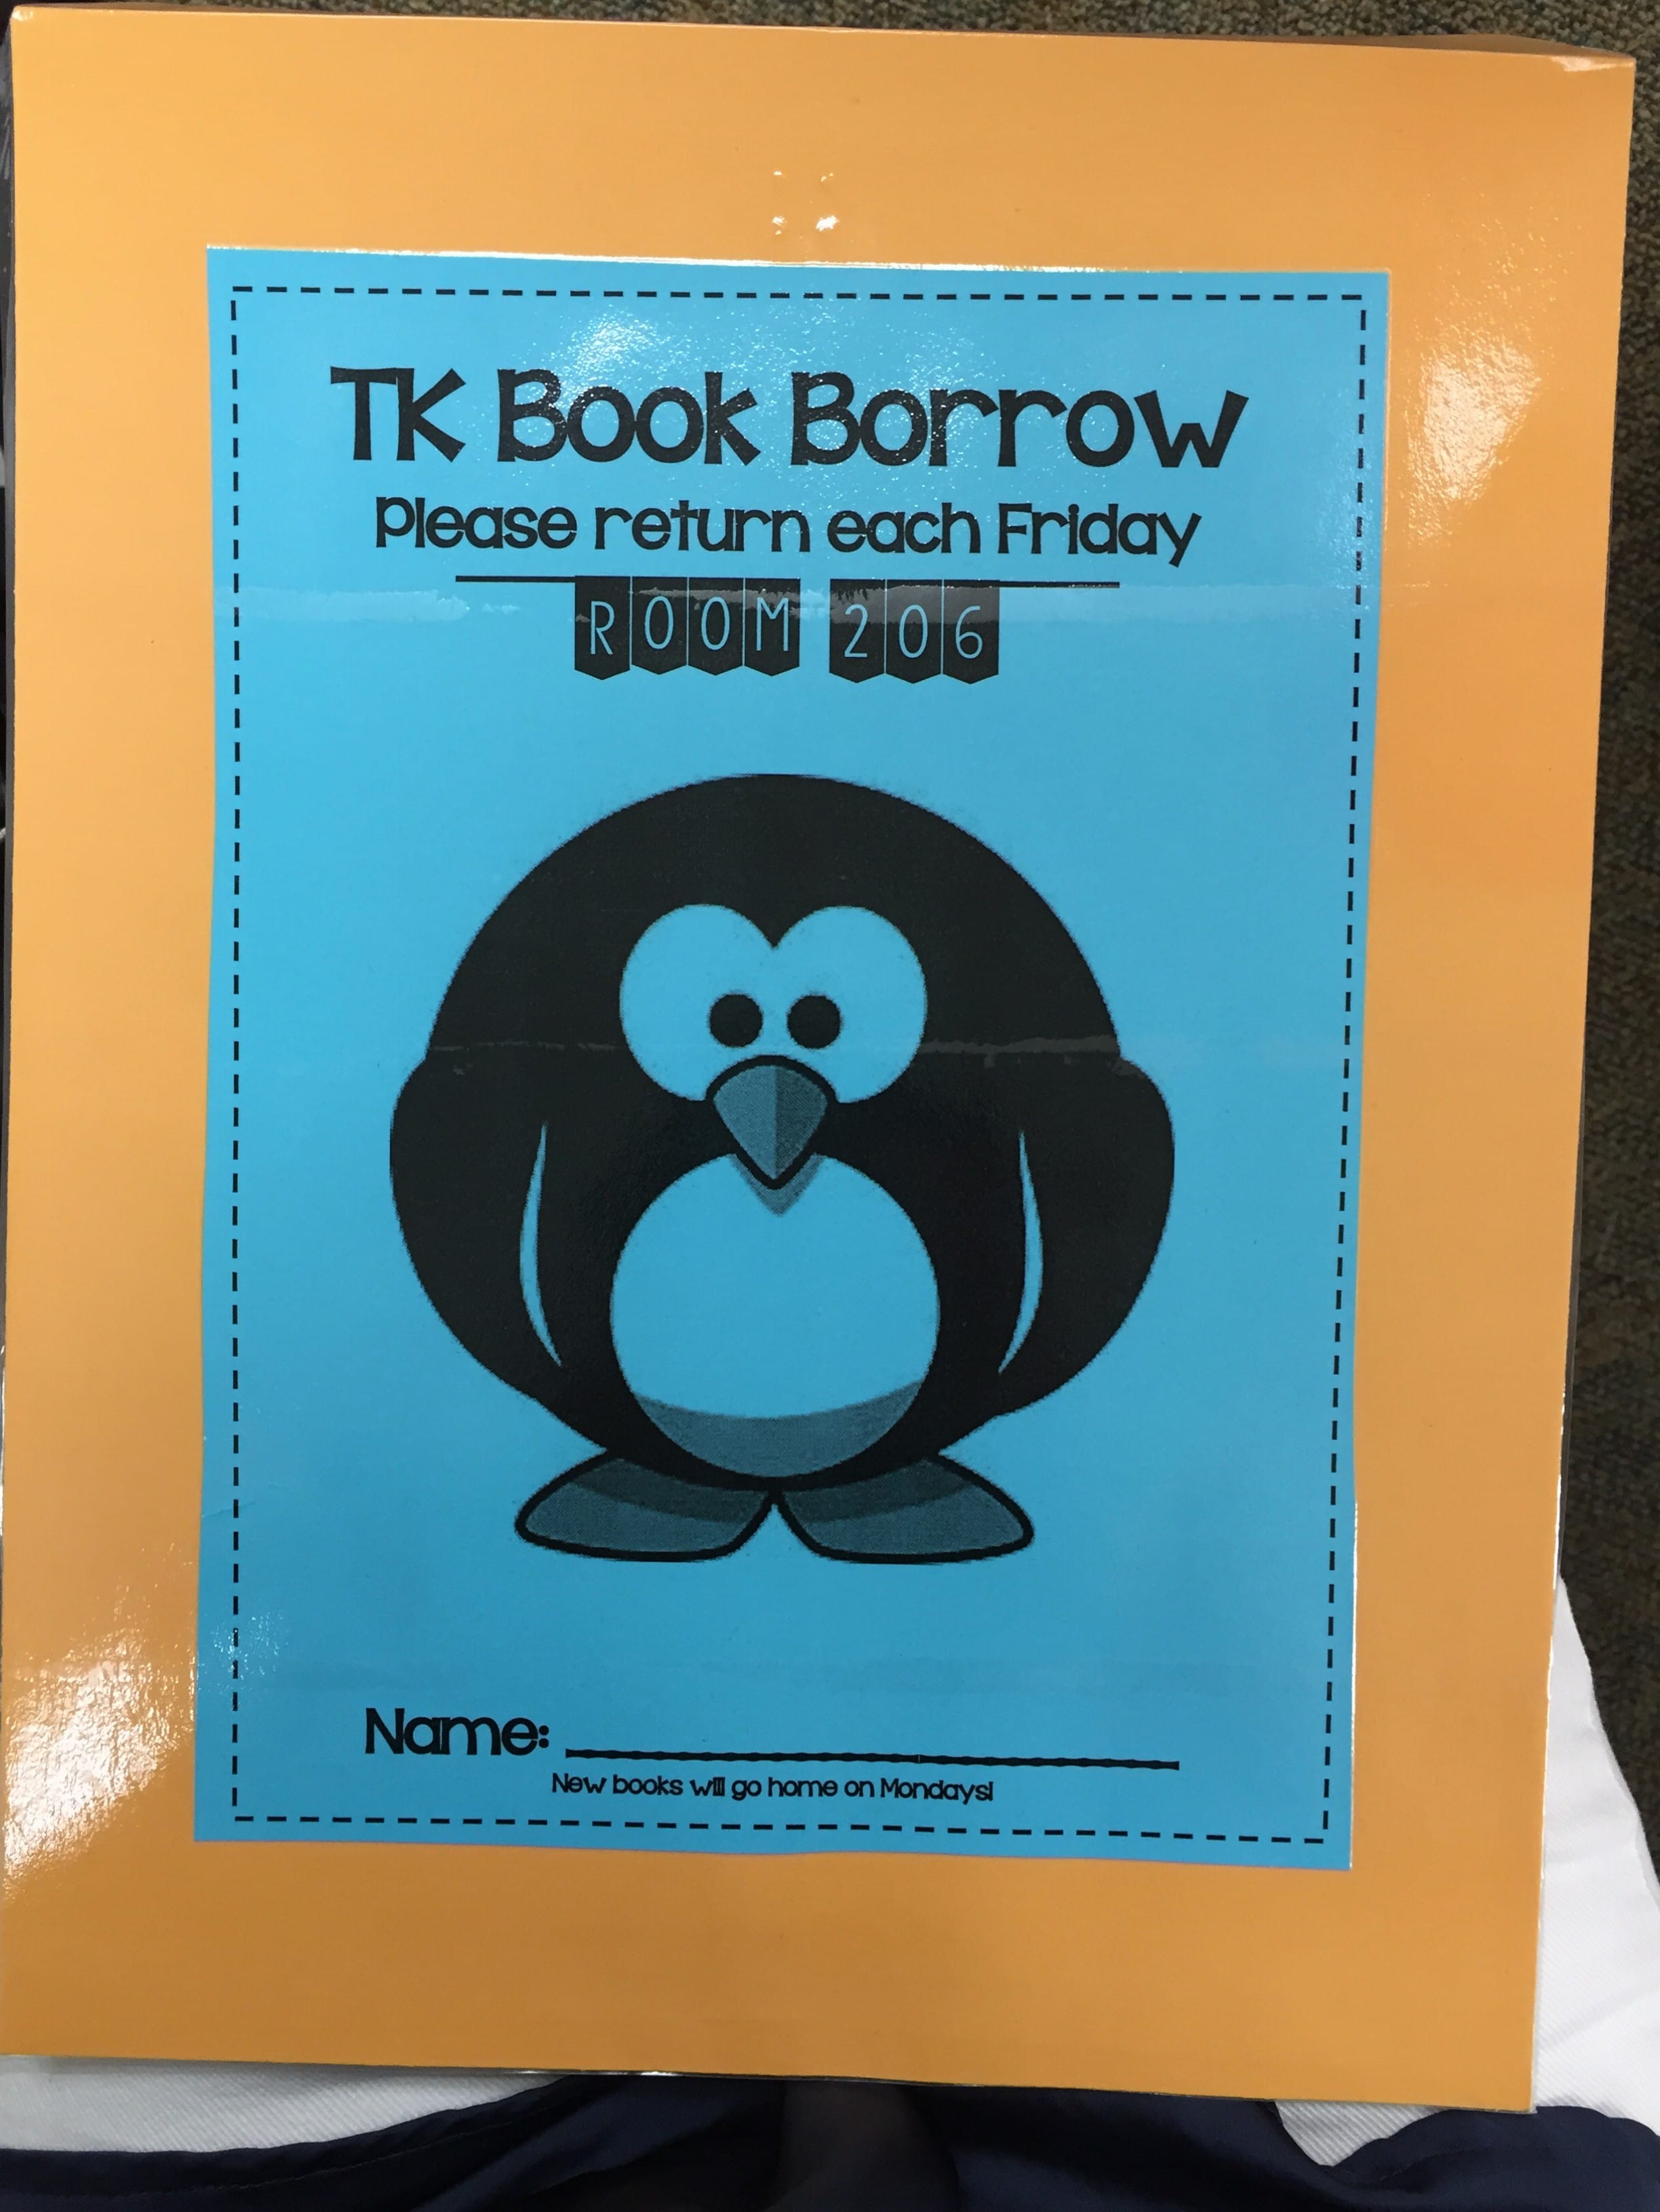 TK Book Borrow
Please return each Friday
ROOM 206
Name:
New books will go home on Mondays!